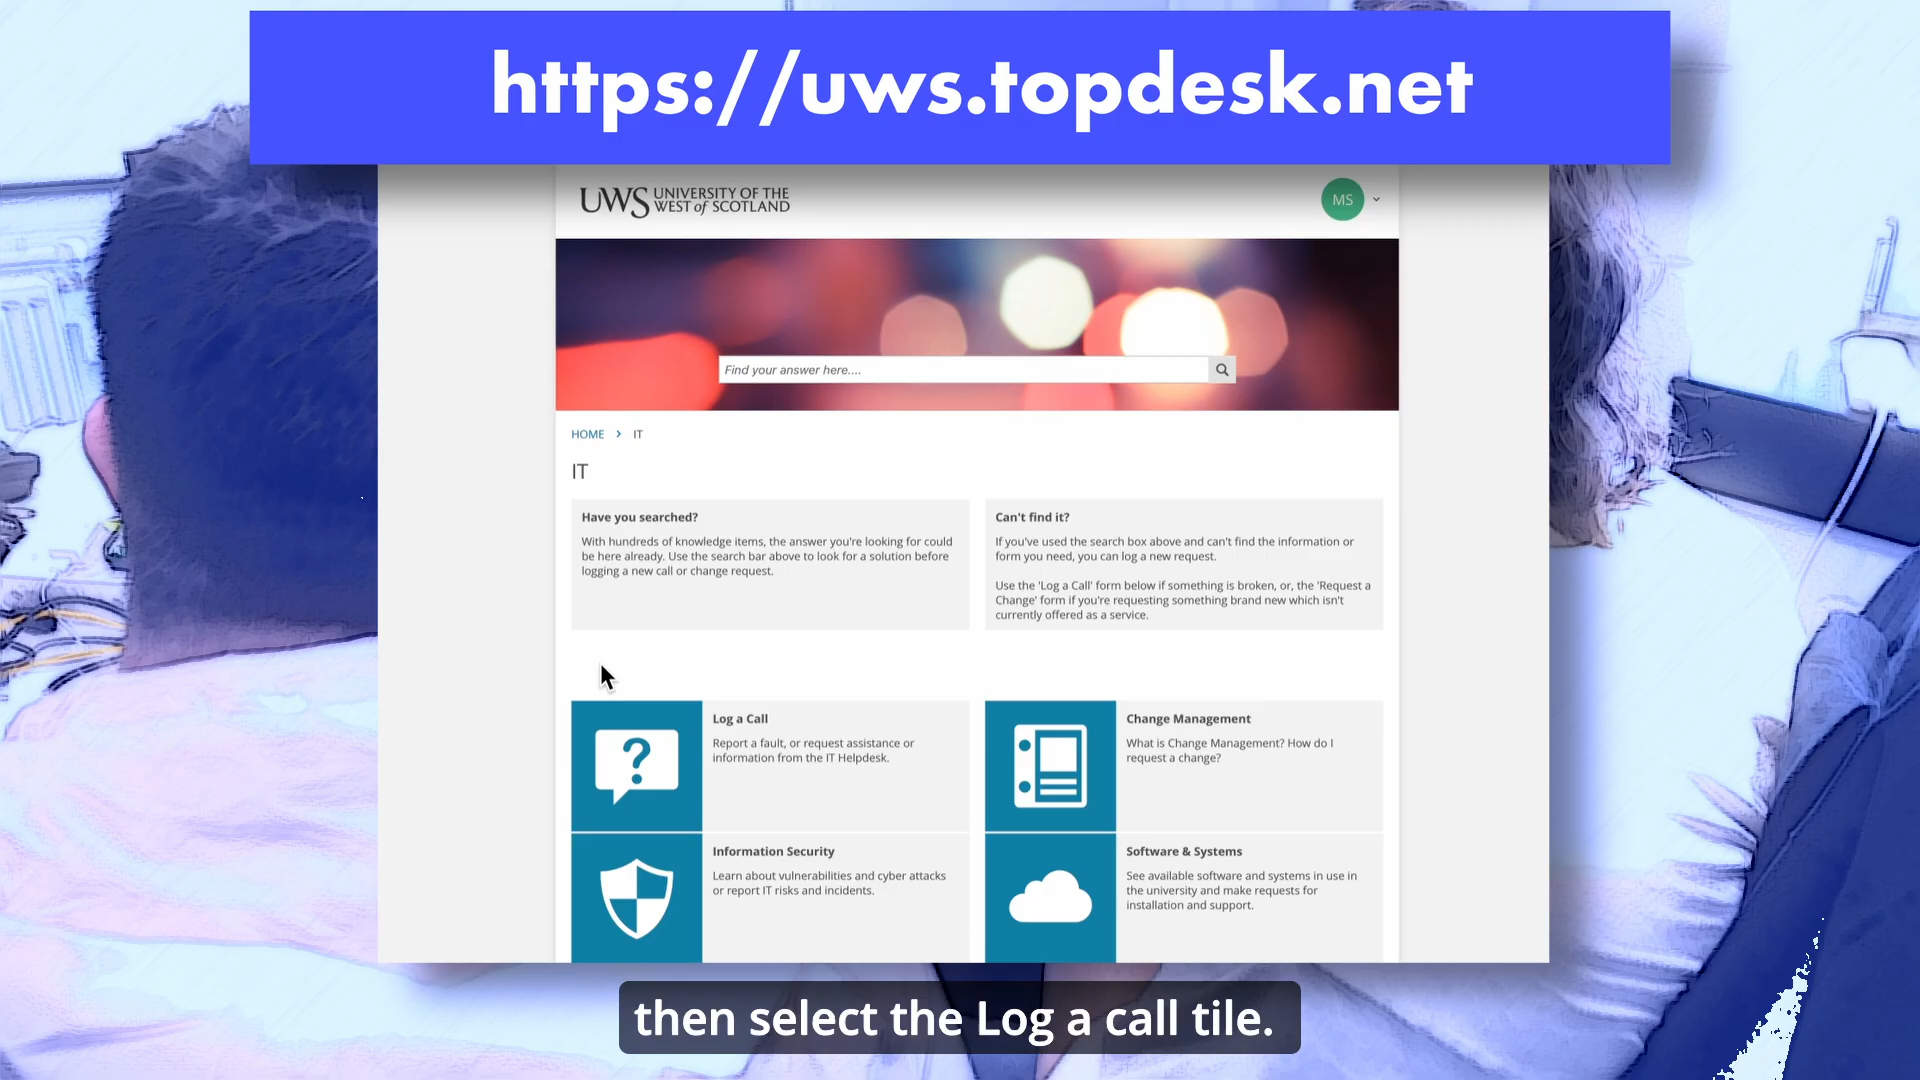 https://uws.topdesk.net
UWS UNIVERSITY OF THE
WEST of SCOTLAND
MS
Find your answer here....
HOME > IT
IT
Have you searched?
With hundreds of knowledge items, the answer you're looking for could
be here already. Use the search bar above to look for a solution before
logging a new call or change request.
Can't find it?
If you've used the search box above and can't find the information or
form you need, you can log a new request.
Use the 'Log a Call' form below if something is broken, or, the 'Request a
Change' form if you're requesting something brand new which isn't
currently offered as a service.
Log a Call
Report a fault, or request assistance or
information from the IT Helpdesk.
Change Management
What is Change Management? How do I
request a change?
Information Security
Learn about vulnerabilities and cyber attacks
or report IT risks and incidents.
Software & Systems
See available software and systems in use in
the university and make requests for
installation and support.
then select the Log a call tile.